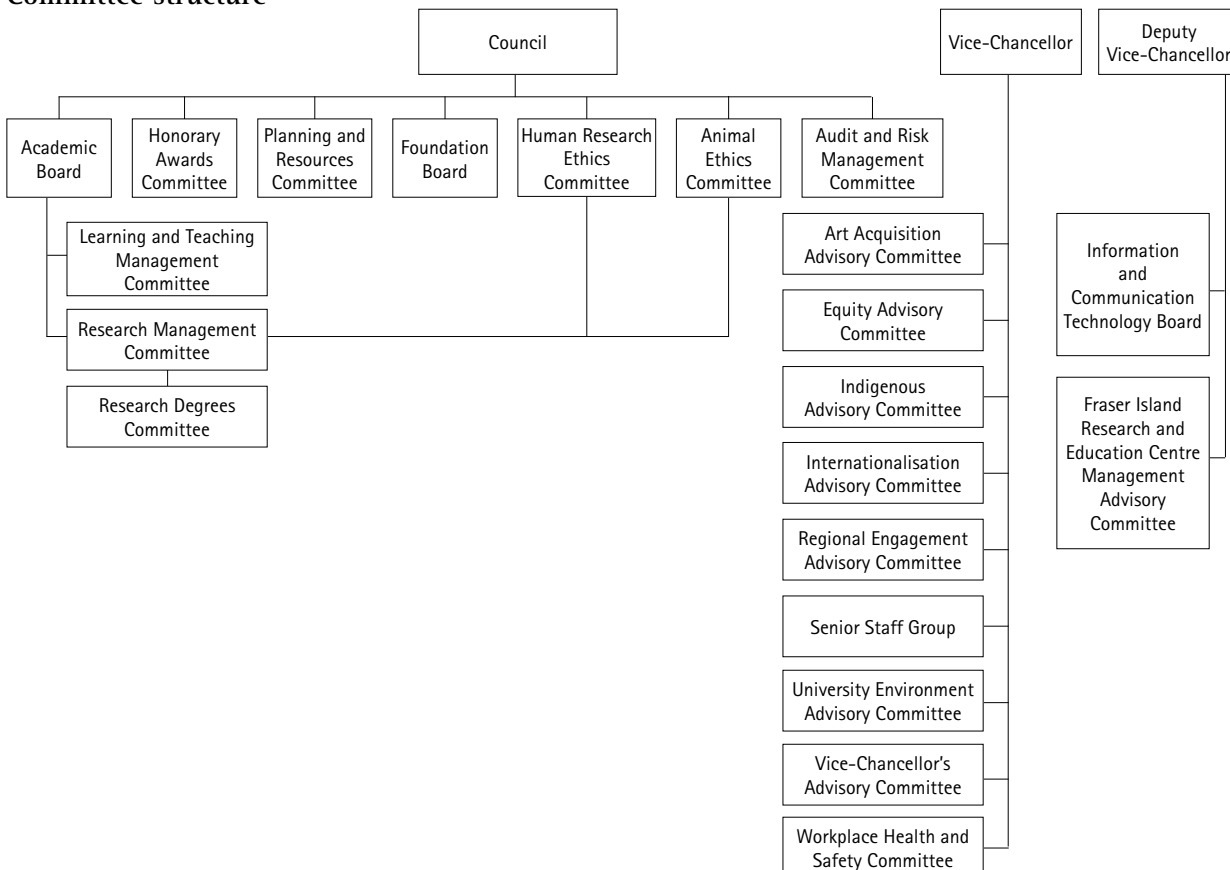 Committee structure
Council
Vice-Chancellor
Deputy
Vice-Chancellor
Academic
Board
Honorary
Awards
Committee
Planning and
Resources
Committee
Foundation
Board
Human Research
Ethics
Committee
Animal
Ethics
Committee
Audit and Risk
Management
Committee
Learning and Teaching
Management
Committee
Research Management
Committee
Research Degrees
Committee
Art Acquisition
Advisory Committee
Equity Advisory
Committee
Indigenous
Advisory Committee
Internationalisation
Advisory Committee
Regional Engagement
Advisory Committee
Senior Staff Group
University Environment
Advisory Committee
Vice-Chancellor's
Advisory Committee
Workplace Health and
Safety Committee
Information
and
Communication
Technology Board
Fraser Island
Research and
Education Centre
Management
Advisory
Committee